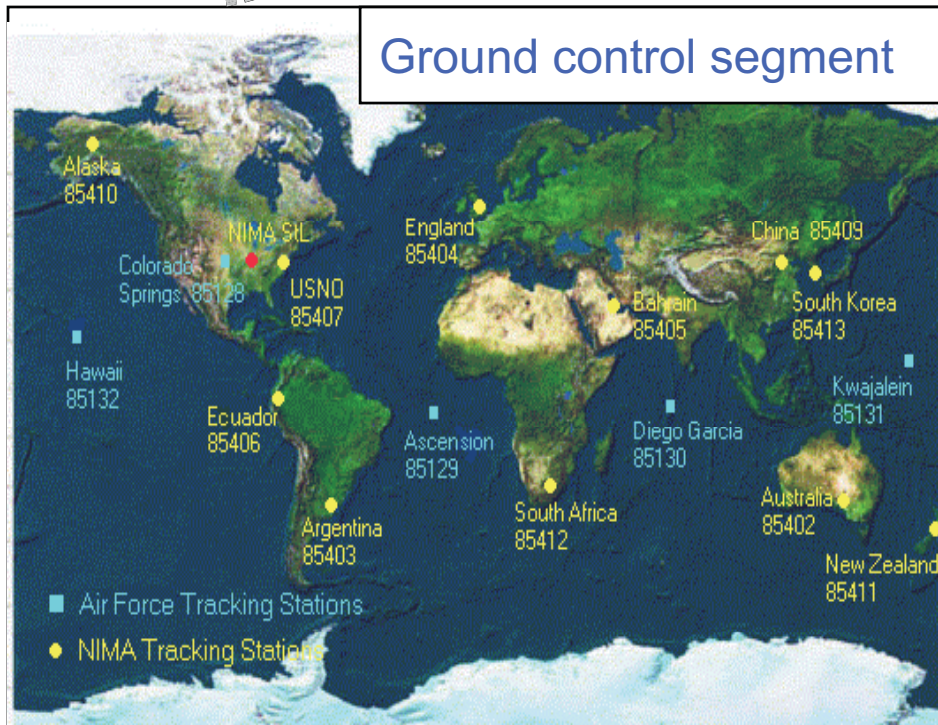 Ground control segment
Alaska
85410
NIMA StL
Colorado
Springs 85128
USNO
85407
England
85404
China 85409
Bahrain
85405
South Korea
85413
Hawaii
85132
Ecuador
85406
Ascension
85129
Diego Garcia
85130
Kwajalein
85131
Argentina
85403
South Africa
85412
Australia
85402
New Zealand
85411
Air Force Tracking Stations
NIMA Tracking Stations